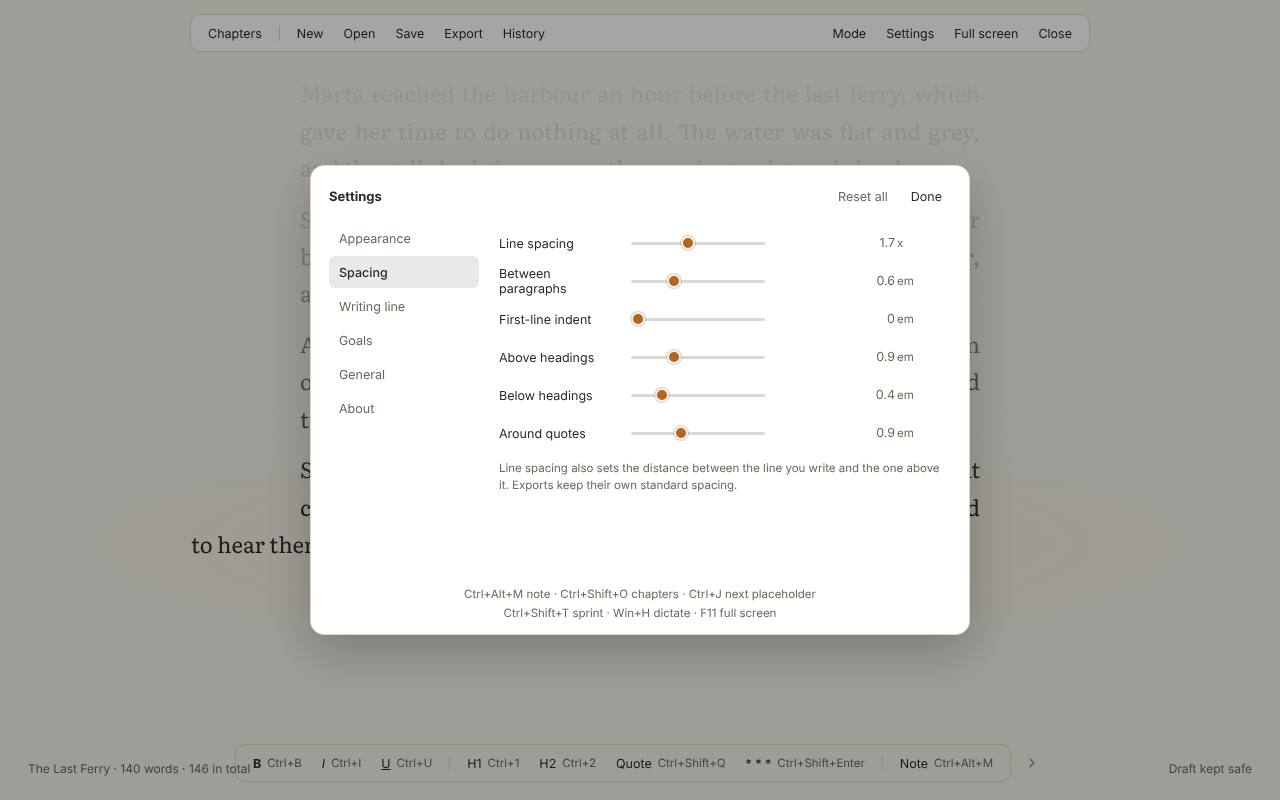 Chapters New Open Save Export History Mode Settings Full screen Close
Marta reached the harbour an hour before the last ferry, which
gave her time to do nothing at all. The water was flat and grey,
Settings Reset all Done
Appearance
Spacing
Writing line
Goals
General
About
Line spacing 1.7 x
Between
paragraphs 0.6 em
First-line indent 0 em
Above headings 0.9 em
Below headings 0.4 em
Around quotes 0.9 em
Line spacing also sets the distance between the line you write and the one above
it. Exports keep their own standard spacing.
to hear
Ctrl+Alt+M note · Ctrl+Shift+O chapters · Ctrl+J next placeholder
Ctrl+Shift+T sprint · Win+H dictate · F11 full screen
The Last Ferry · 140 words · 146 in total
B Ctrl+B I Ctrl+I U Ctrl+U H1 Ctrl+1 H2 Ctrl+2 Quote Ctrl+Shift+Q * * * Ctrl+Shift+Enter Note Ctrl+Alt+M
Draft kept safe